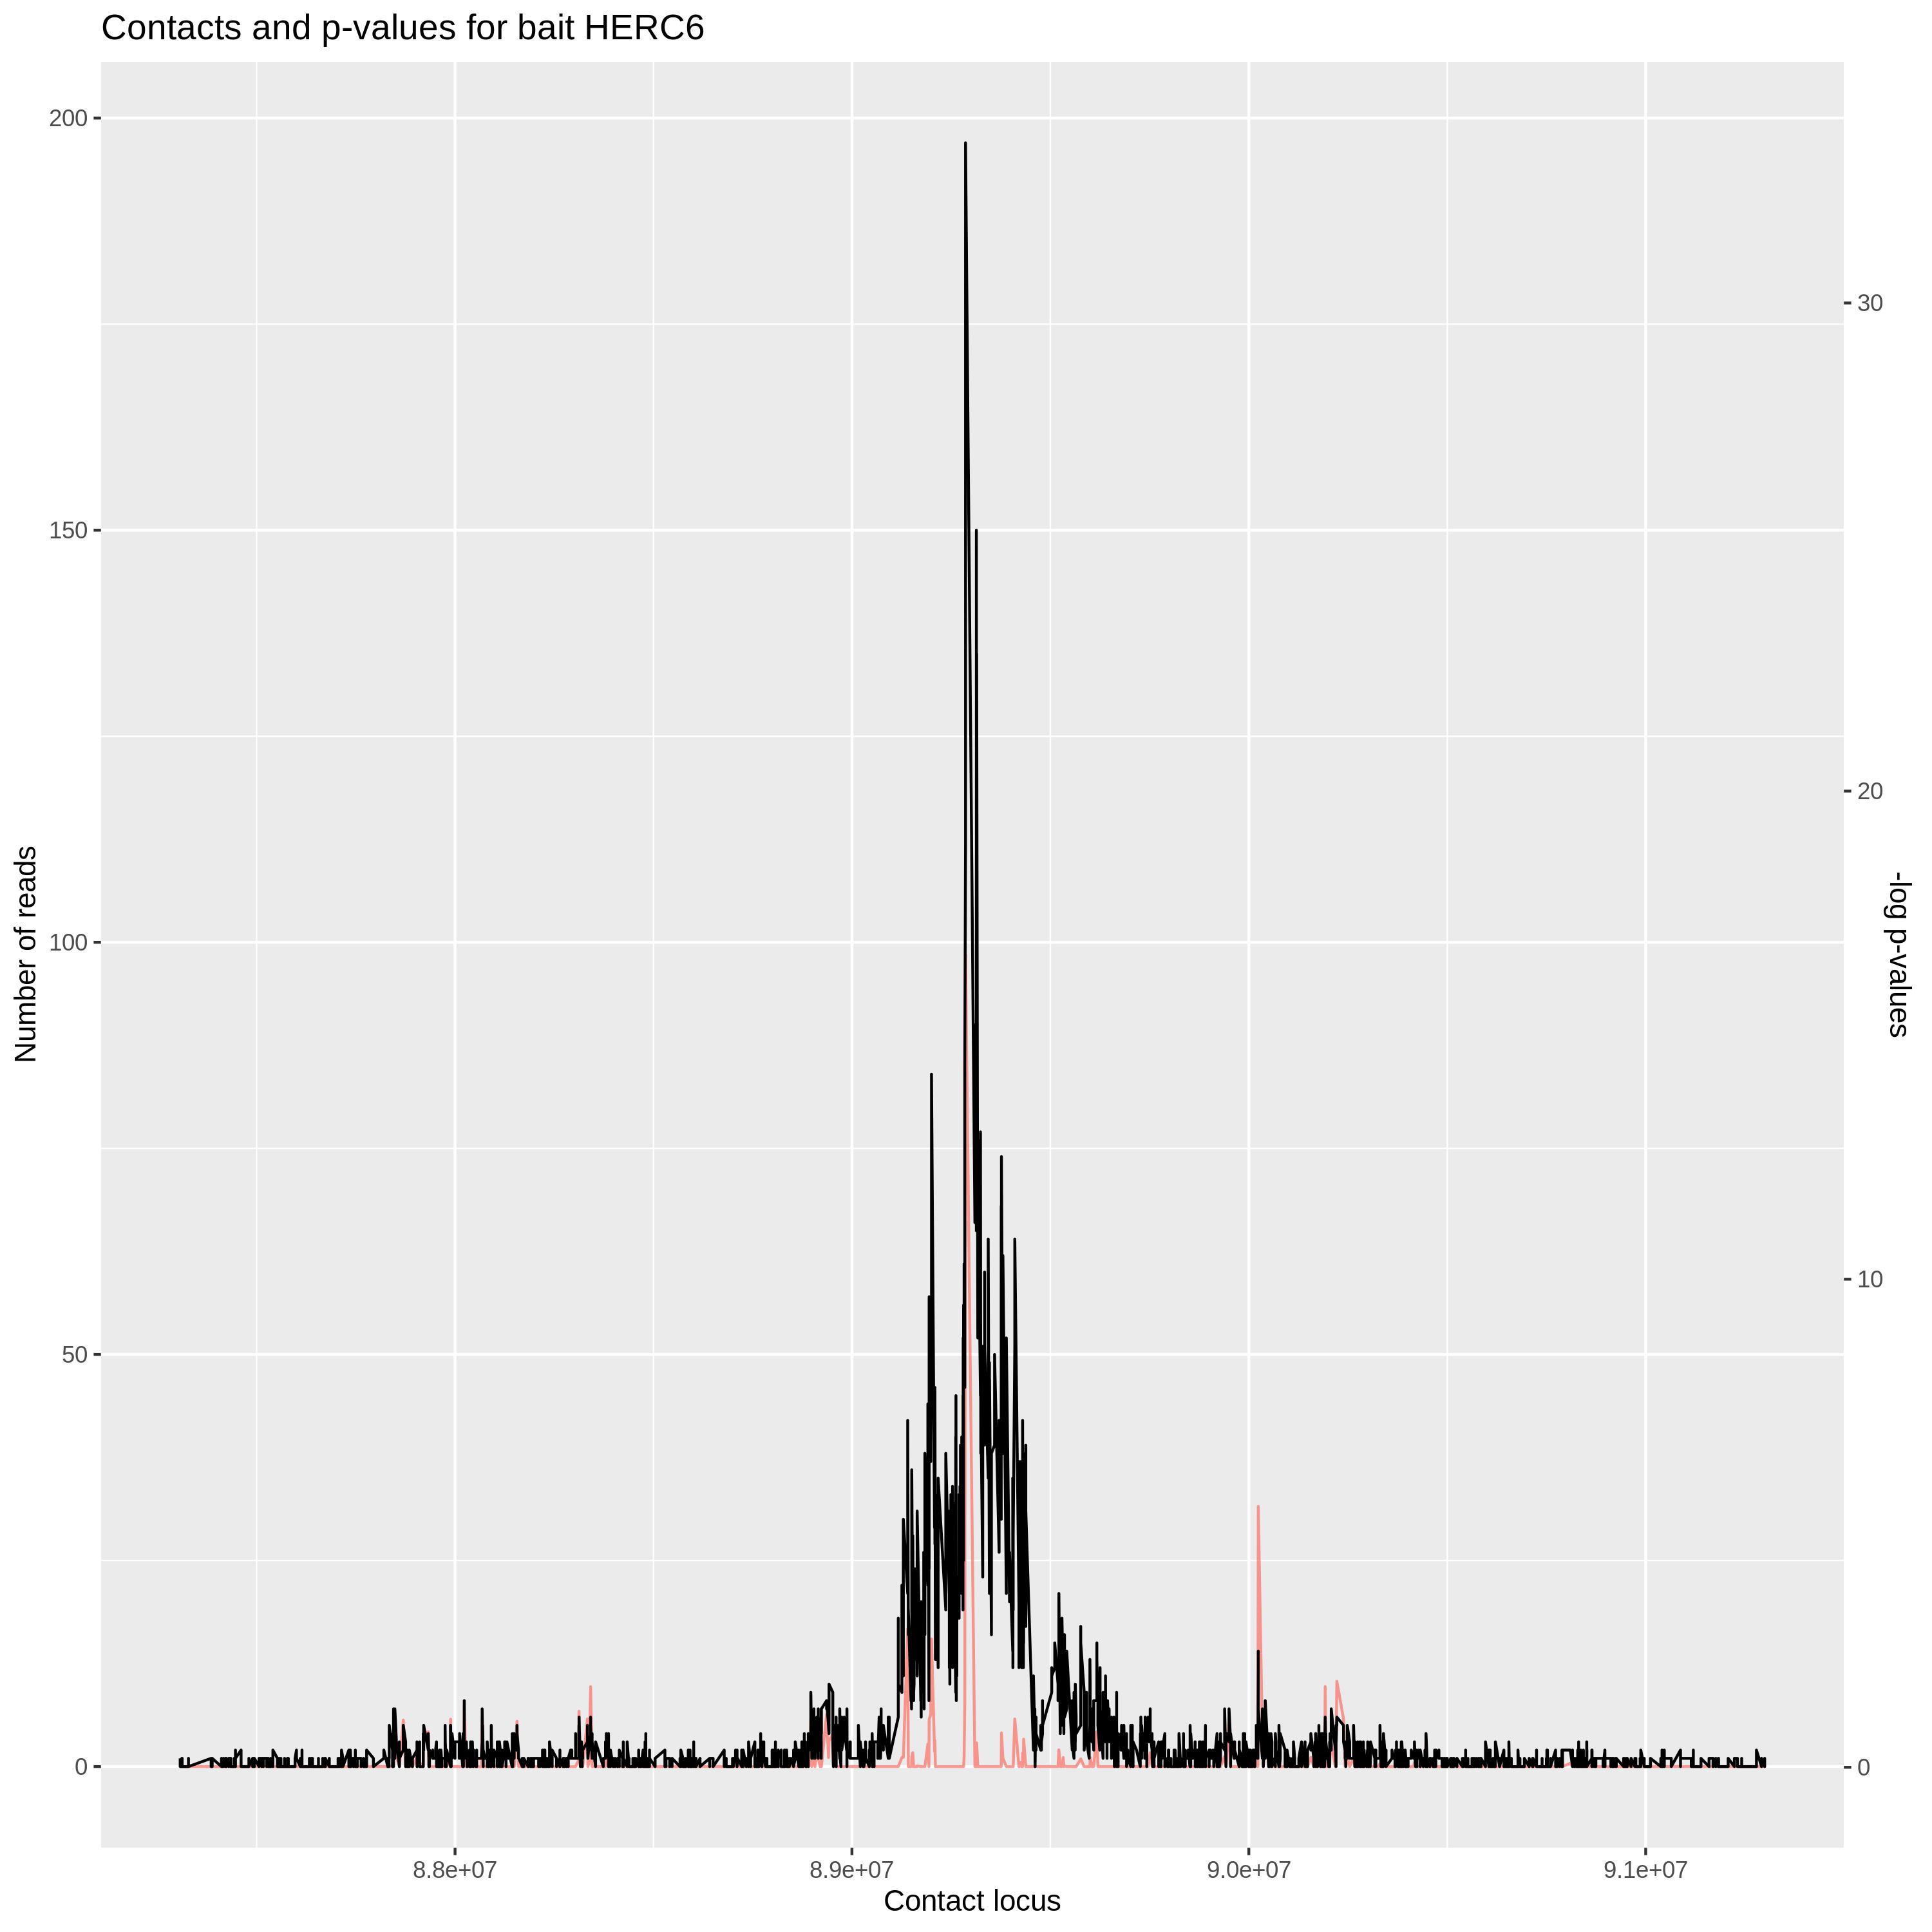 Contacts and p-values for bait HERC6
200
150
100
50
0
Number of reads
30
20
10
0
-log p-values
8.8e+07
8.9e+07
9.0e+07
9.1e+07
Contact locus